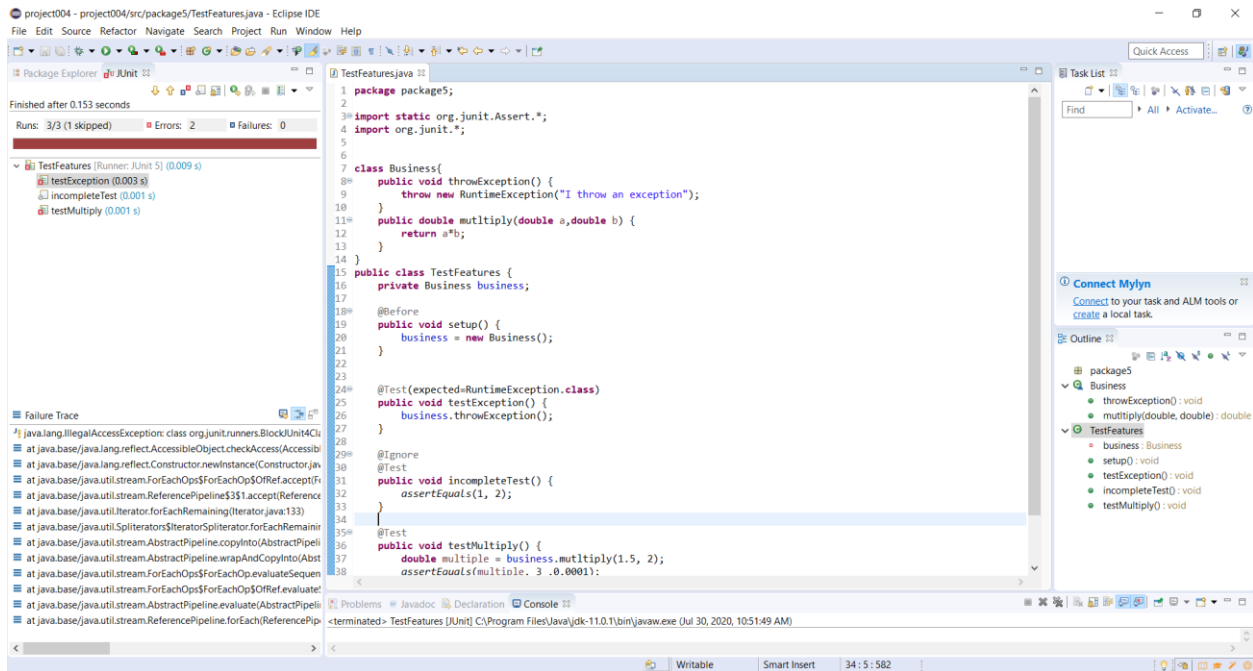 project004 - project004/src/package5/TestFeatures.java - Eclipse IDE
File Edit Source Refactor Navigate Search Project Run Window Help
Quick Access
Package Explorer JUnit
Finished after 0.153 seconds
Runs: 3/3 (1 skipped) Errors: 2 Failures: 0
TestFeatures [Runner: JUnit 5] (0.009 s)
testException (0.003 s)
incompleteTest (0.001 s)
testMultiply (0.001 s)
Failure Trace
java.lang.IllegalAccessException: class org.junit.runners.BlockJUnit4Cla
at java.base/java.lang.reflect.AccessibleObject.checkAccess(Accessibl
at java.base/java.lang.reflect.Constructor.newInstance(Constructor.jav
at java.base/java.util.stream.ForEachOps$ForEachOp$OfRef.accept(Fo
at java.base/java.util.stream.ReferencePipeline$3$1.accept(Reference
at java.base/java.util.Iterator.forEachRemaining(Iterator.java:133)
at java.base/java.util.Spliterators$IteratorSpliterator.forEachRemainin
at java.base/java.util.stream.AbstractPipeline.copyInto(AbstractPipeli
at java.base/java.util.stream.AbstractPipeline.wrapAndCopyInto(Abst
at java.base/java.util.stream.ForEachOps$ForEachOp.evaluateSequen
at java.base/java.util.stream.ForEachOps$ForEachOp$OfRef.evaluateS
at java.base/java.util.stream.AbstractPipeline.evaluate(AbstractPipeli
at java.base/java.util.stream.ReferencePipeline.forEach(ReferencePip
TestFeatures.java
1 package package5;
2
3 import static org.junit.Assert.*;
4 import org.junit.*;
5
6
7 class Business{
8 public void throwException() {
9 throw new RuntimeException("I throw an exception");
10 }
11 public double mutltiply(double a,double b) {
12 return a*b;
13 }
14 }
15 public class TestFeatures {
16 private Business business;
17
18 @Before
19 public void setup() {
20 business = new Business();
21 }
22
23
24 @Test(expected=RuntimeException.class)
25 public void testException() {
26 business.throwException();
27 }
28
29 @Ignore
30 @Test
31 public void incompleteTest() {
32 assertEquals(1, 2);
33 }
34
35 @Test
36 public void testMultiply() {
37 double multiple = business.mutltiply(1.5, 2);
38 assertEquals(multiple, 3 ,0.0001);
Problems Javadoc Declaration Console
<terminated> TestFeatures [JUnit] C:\Program Files\Java\jdk-11.0.1\bin\javaw.exe (Jul 30, 2020, 10:51:49 AM)
Task List
Find All Activate...
Connect Mylyn
Connect to your task and ALM tools or
create a local task.
Outline
package5
Business
throwException() : void
mutltiply(double, double) : double
TestFeatures
business : Business
setup() : void
testException() : void
incompleteTest() : void
testMultiply() : void
Writable Smart Insert 34 : 5 : 582